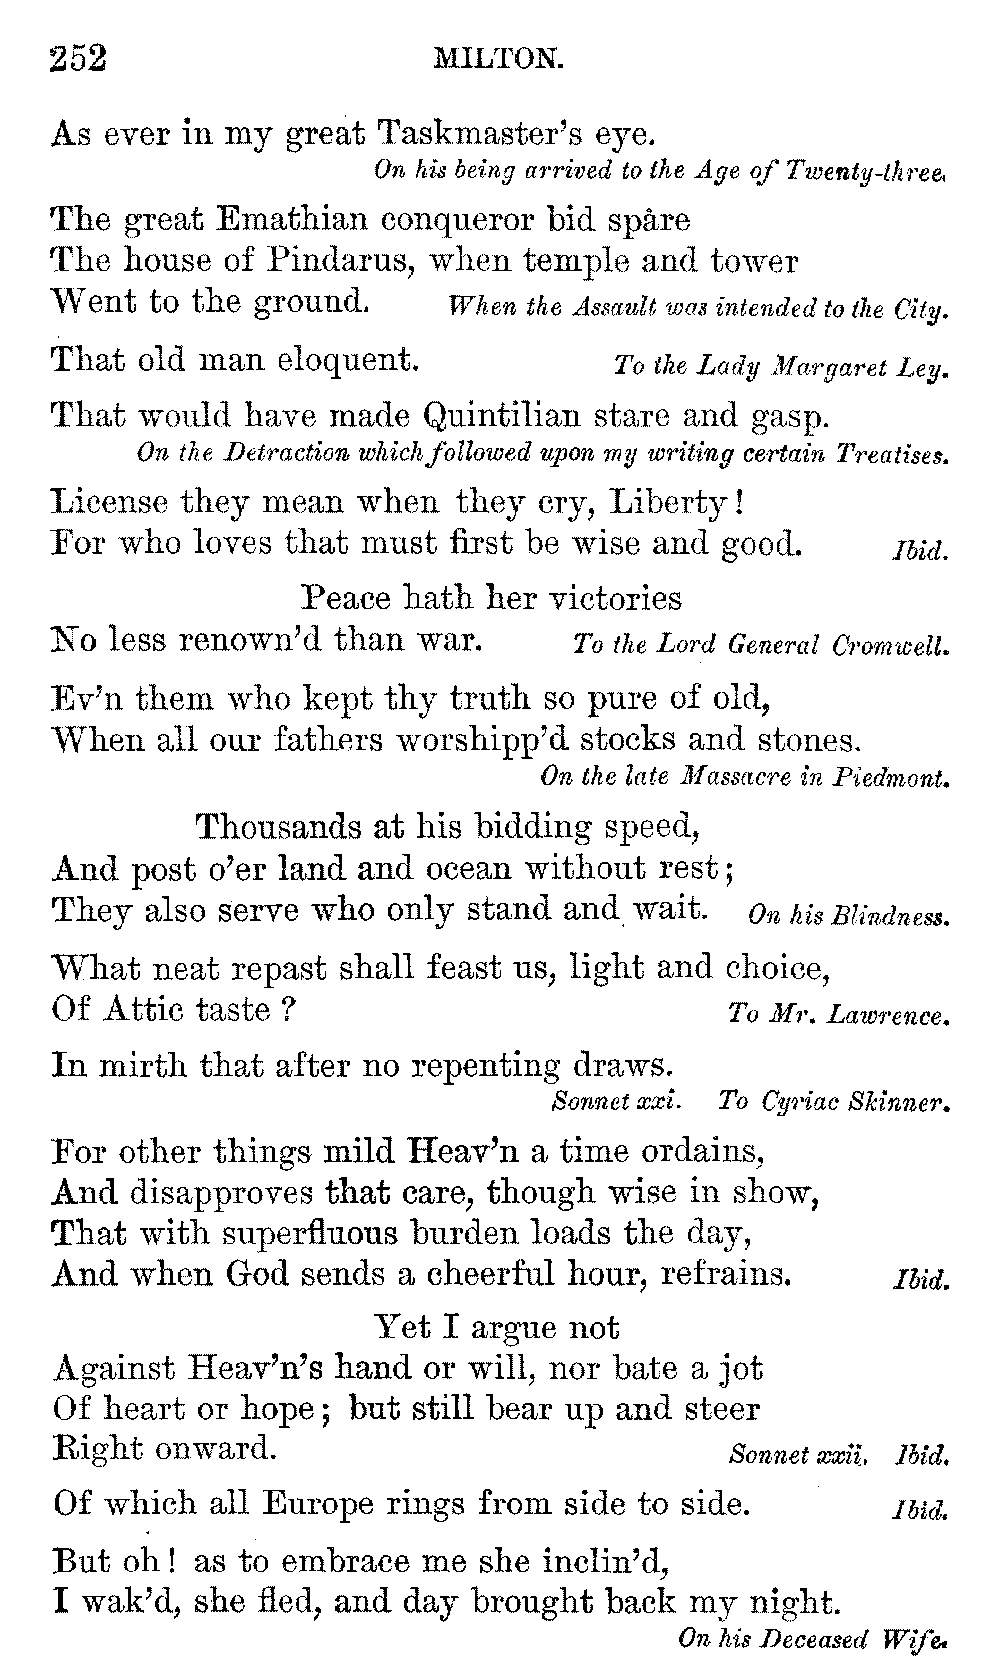 252 MILTON.
As ever in my great Taskmaster's eye.
On his being arrived to the Age of Twenty-three.
The great Emathian conqueror bid spare
The house of Pindarus, when temple and tower
Went to the ground. When the Assault was intended to the City.
That old man eloquent. To the Lady Margaret Ley.
That would have made Quintilian stare and gasp.
On the Detraction which followed upon my writing certain Treatises.
License they mean when they cry, Liberty!
For who loves that must first be wise and good. Ibid.
Peace hath her victories
No less renown'd than war. To the Lord General Cromwell.
Ev'n them who kept thy truth so pure of old,
When all our fathers worshipp'd stocks and stones.
On the late Massacre in Piedmont.
Thousands at his bidding speed,
And post o'er land and ocean without rest;
They also serve who only stand and wait. On his Blindness.
What neat repast shall feast us, light and choice,
Of Attic taste? To Mr. Lawrence.
In mirth that after no repenting draws.
Sonnet xxi. To Cyriac Skinner.
For other things mild Heav'n a time ordains,
And disapproves that care, though wise in show,
That with superfluous burden loads the day,
And when God sends a cheerful hour, refrains. Ibid.
Yet I argue not
Against Heav'n's hand or will, nor bate a jot
Of heart or hope; but still bear up and steer
Right onward. Sonnet xxii. Ibid.
Of which all Europe rings from side to side. Ibid.
But oh! as to embrace me she inclin'd,
I wak'd, she fled, and day brought back my night.
On his Deceased Wife.